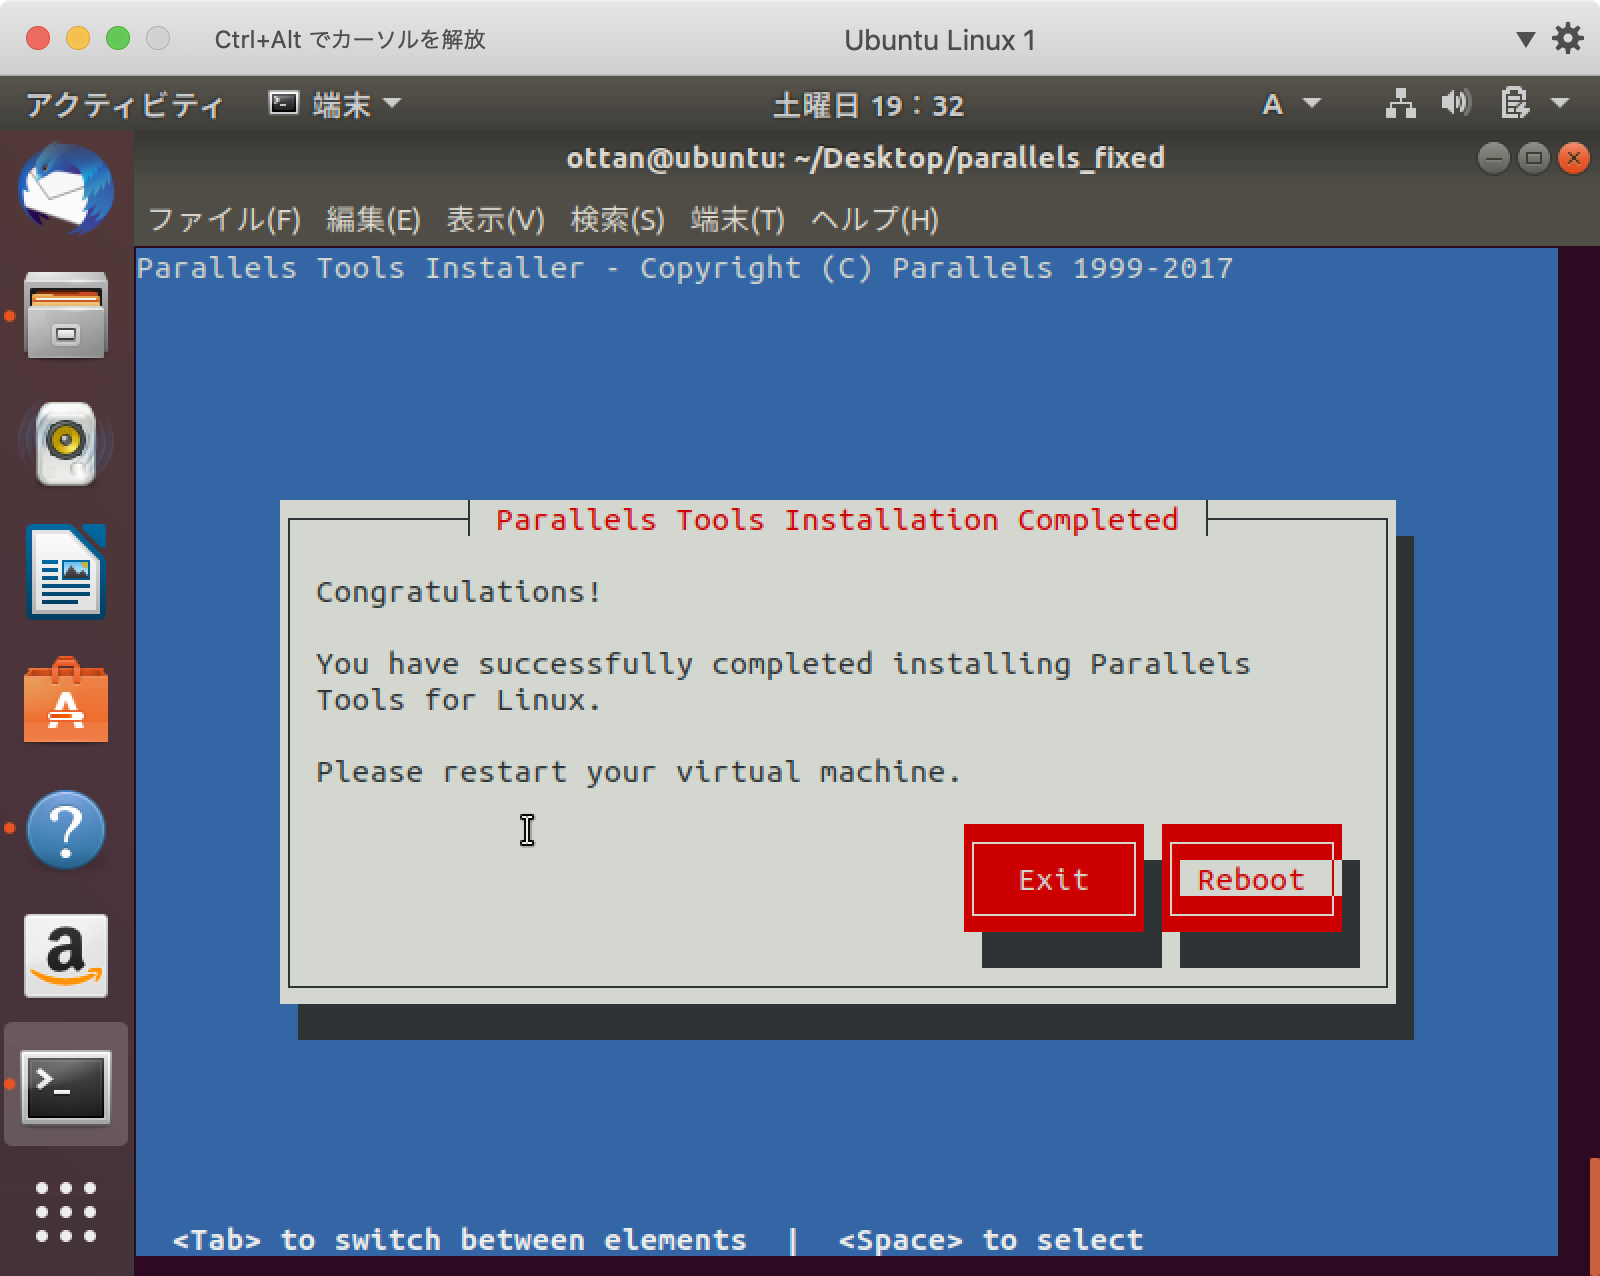 Ctrl+Alt でカーソルを解放
Ubuntu Linux 1
アクティビティ
端末
土曜日 19：32
A
ottan@ubuntu: ~/Desktop/parallels_fixed
ファイル(F) 編集(E) 表示(V) 検索(S) 端末(T) ヘルプ(H)
Parallels Tools Installer - Copyright (C) Parallels 1999-2017
Parallels Tools Installation Completed
Congratulations!
You have successfully completed installing Parallels
Tools for Linux.
Please restart your virtual machine.
Exit
Reboot
<Tab> to switch between elements | <Space> to select